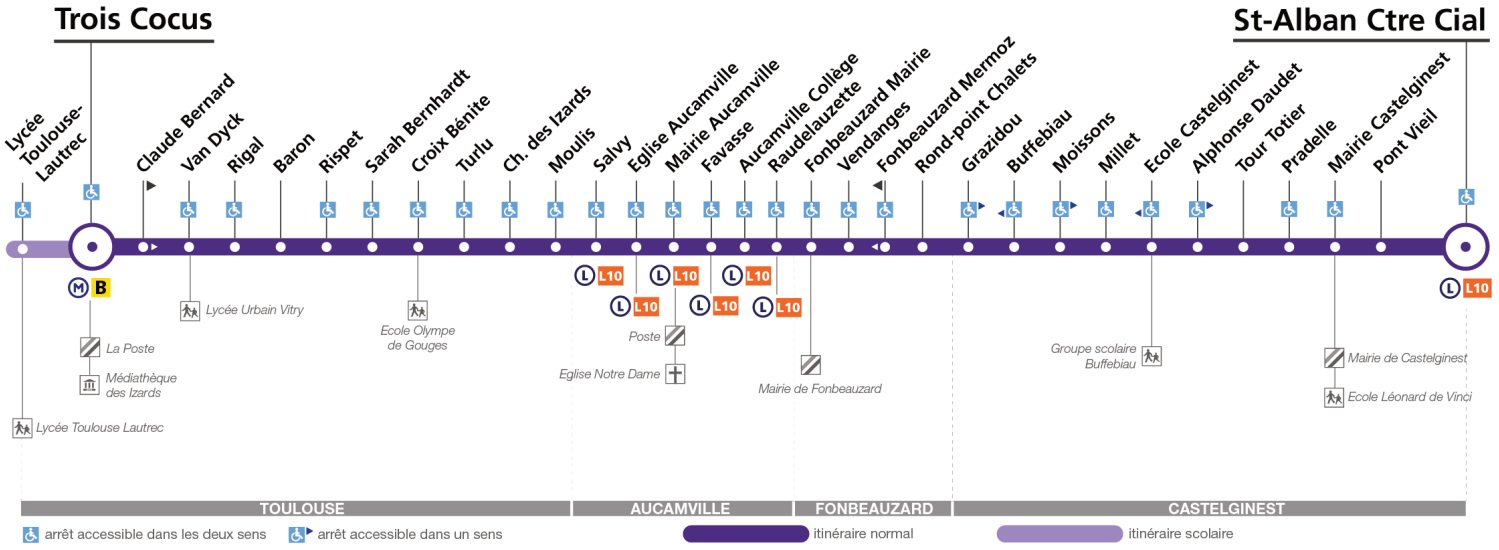 Trois Cocus
St-Alban Ctre Cial
Lycée
Toulouse-
Lautrec
Claude Bernard
Van Dyck
Rigal
Baron
Rispet
Sarah Bernhardt
Croix Bénite
Turlu
Ch. des Izards
Moulis
Salvy
Eglise Aucamville
Mairie Aucamville
Favasse
Aucamville Collège
Raudelauzette
Fonbeauzard Mairie
Vendanges
Fonbeauzard Mermoz
Rond-point Chalets
Grazidou
Buffebiau
Moissons
Millet
Ecole Castelginest
Alphonse Daudet
Tour Totier
Pradelle
Mairie Castelginest
Pont Vieil
M B
L L10
L L10
L L10
L L10
L L10
L L10
L L10
Lycée Urbain Vitry
Ecole Olympe
de Gouges
La Poste
Médiathèque
des Izards
Lycée Toulouse Lautrec
Poste
Eglise Notre Dame
Mairie de Fonbeauzard
Groupe scolaire
Buffebiau
Mairie de Castelginest
Ecole Léonard de Vinci
TOULOUSE
AUCAMVILLE
FONBEAUZARD
CASTELGINEST
arrêt accessible dans les deux sens
arrêt accessible dans un sens
itinéraire normal
itinéraire scolaire